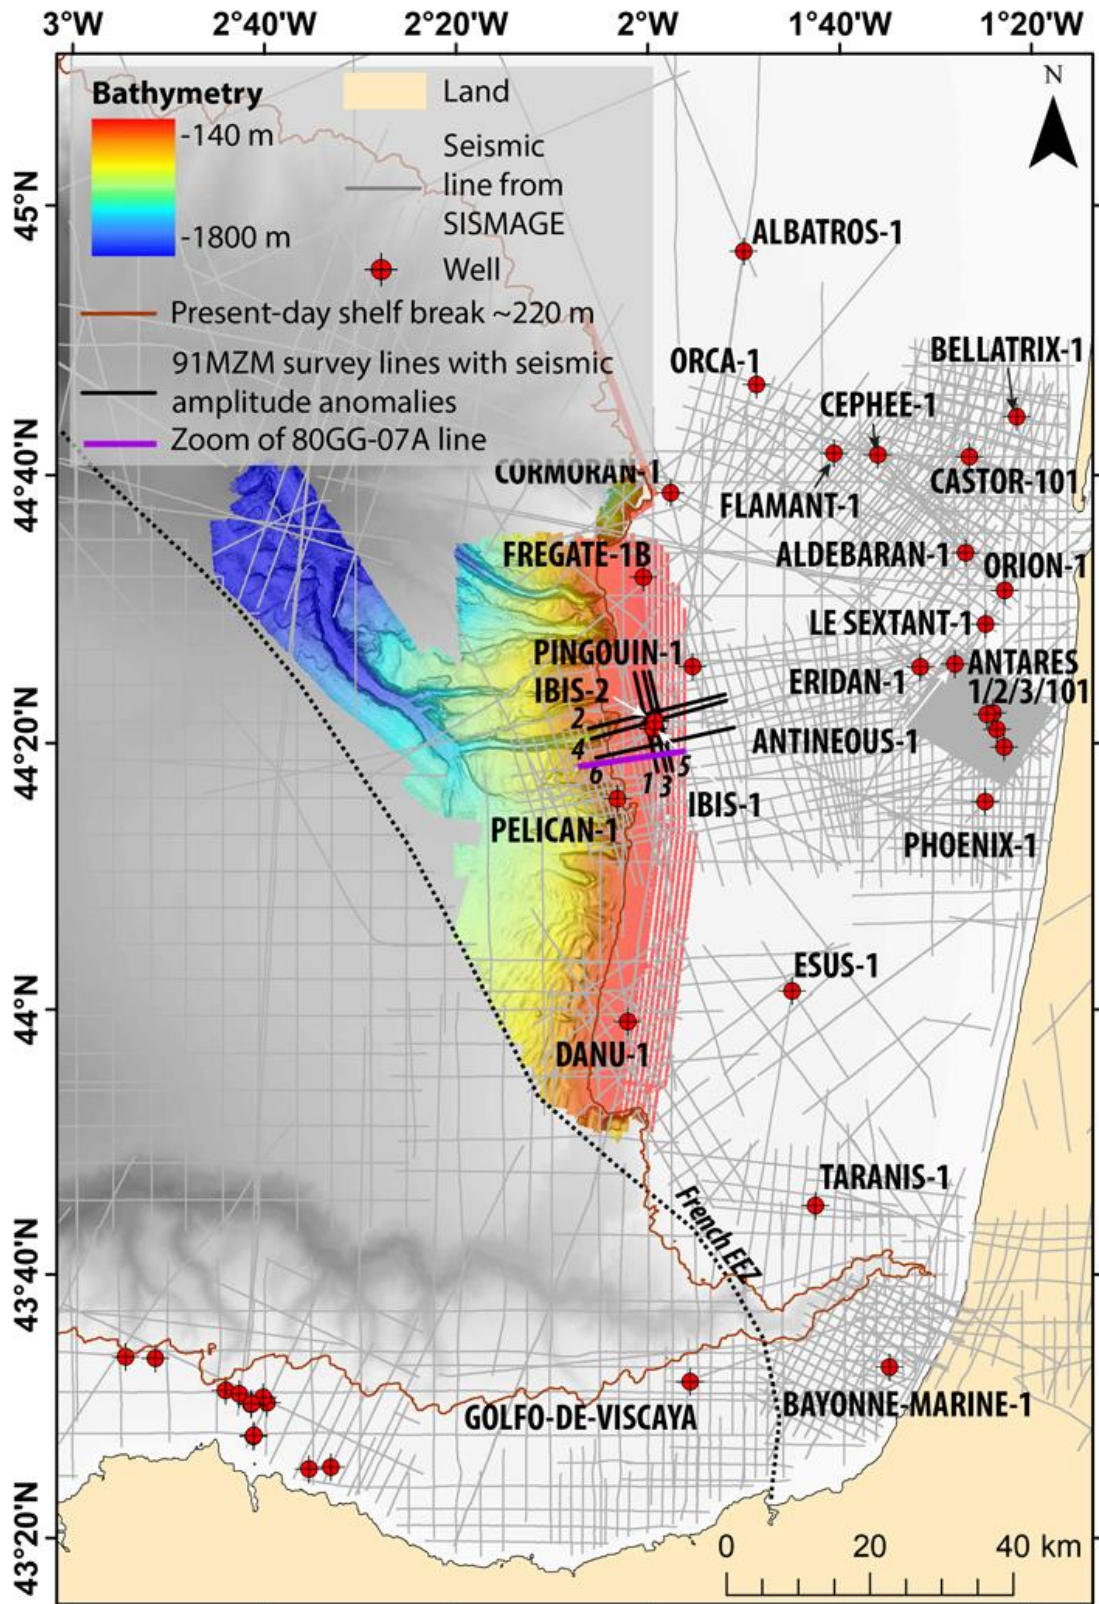 3°W 2°40'W 2°20'W 2°0'W 1°40'W 1°20'W
N
Bathymetry
-140 m
-1800 m
Land
Seismic
line from
SISMAGE
Well
Present-day shelf break ~220 m
91MZM survey lines with seismic
amplitude anomalies
Zoom of 80GG-07A line
45°N
44°40'N
44°20'N
44°N
43°40'N
43°20'N
ALBATROS-1
ORCA-1
BELLATRIX-1
CEPHEE-1
CORMORAN-1
FLAMANT-1
CASTOR-101
FREGATE-1B
ALDEBARAN-1
ORION-1
LE SEXTANT-1
PINGOUIN-1
ERIDAN-1
ANTARES
1/2/3/101
IBIS-2
2
4
6
1
3
5
ANTINEOUS-1
IBIS-1
PELICAN-1
PHOENIX-1
ESUS-1
DANU-1
TARANIS-1
French EEZ
P
GOLFO-DE-VISCAYA
BAYONNE-MARINE-1
0 20 40 km